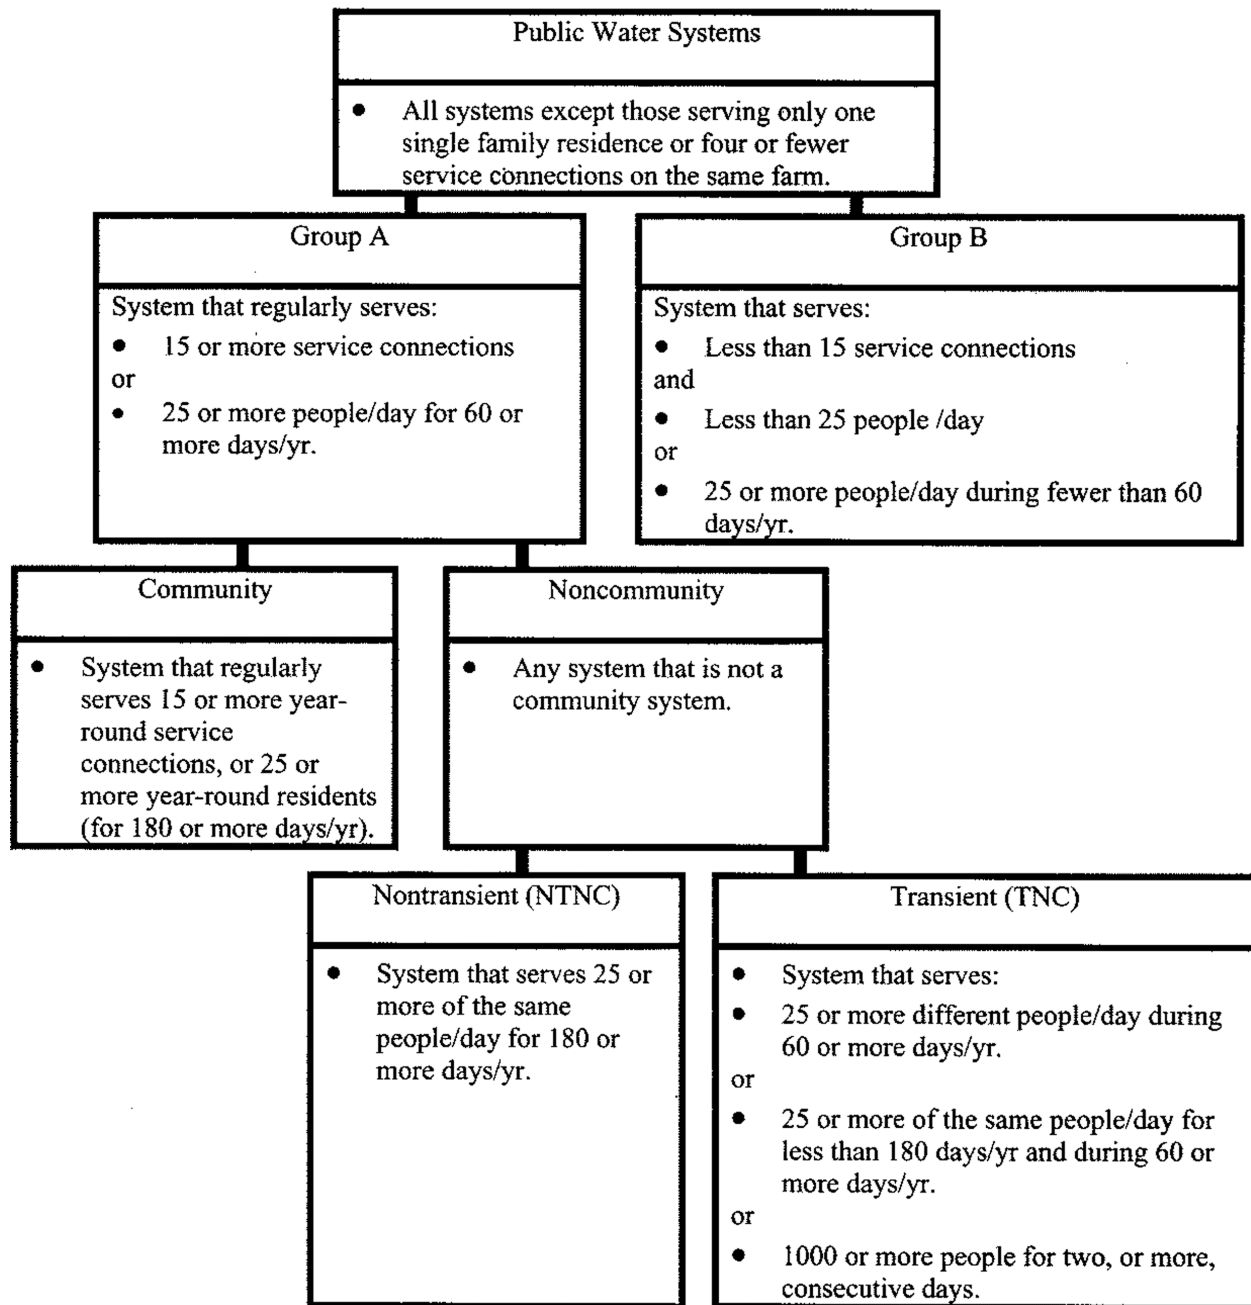 Public Water Systems
• All systems except those serving only one
single family residence or four or fewer
service connections on the same farm.
Group A
System that regularly serves:
• 15 or more service connections
or
• 25 or more people/day for 60 or
more days/yr.
Group B
System that serves:
• Less than 15 service connections
and
• Less than 25 people /day
or
• 25 or more people/day during fewer than 60
days/yr.
Community
• System that regularly
serves 15 or more year-
round service
connections, or 25 or
more year-round residents
(for 180 or more days/yr).
Noncommunity
• Any system that is not a
community system.
Nontransient (NTNC)
• System that serves 25 or
more of the same
people/day for 180 or
more days/yr.
Transient (TNC)
• System that serves:
• 25 or more different people/day during
60 or more days/yr.
or
• 25 or more of the same people/day for
less than 180 days/yr and during 60 or
more days/yr.
or
• 1000 or more people for two, or more,
consecutive days.